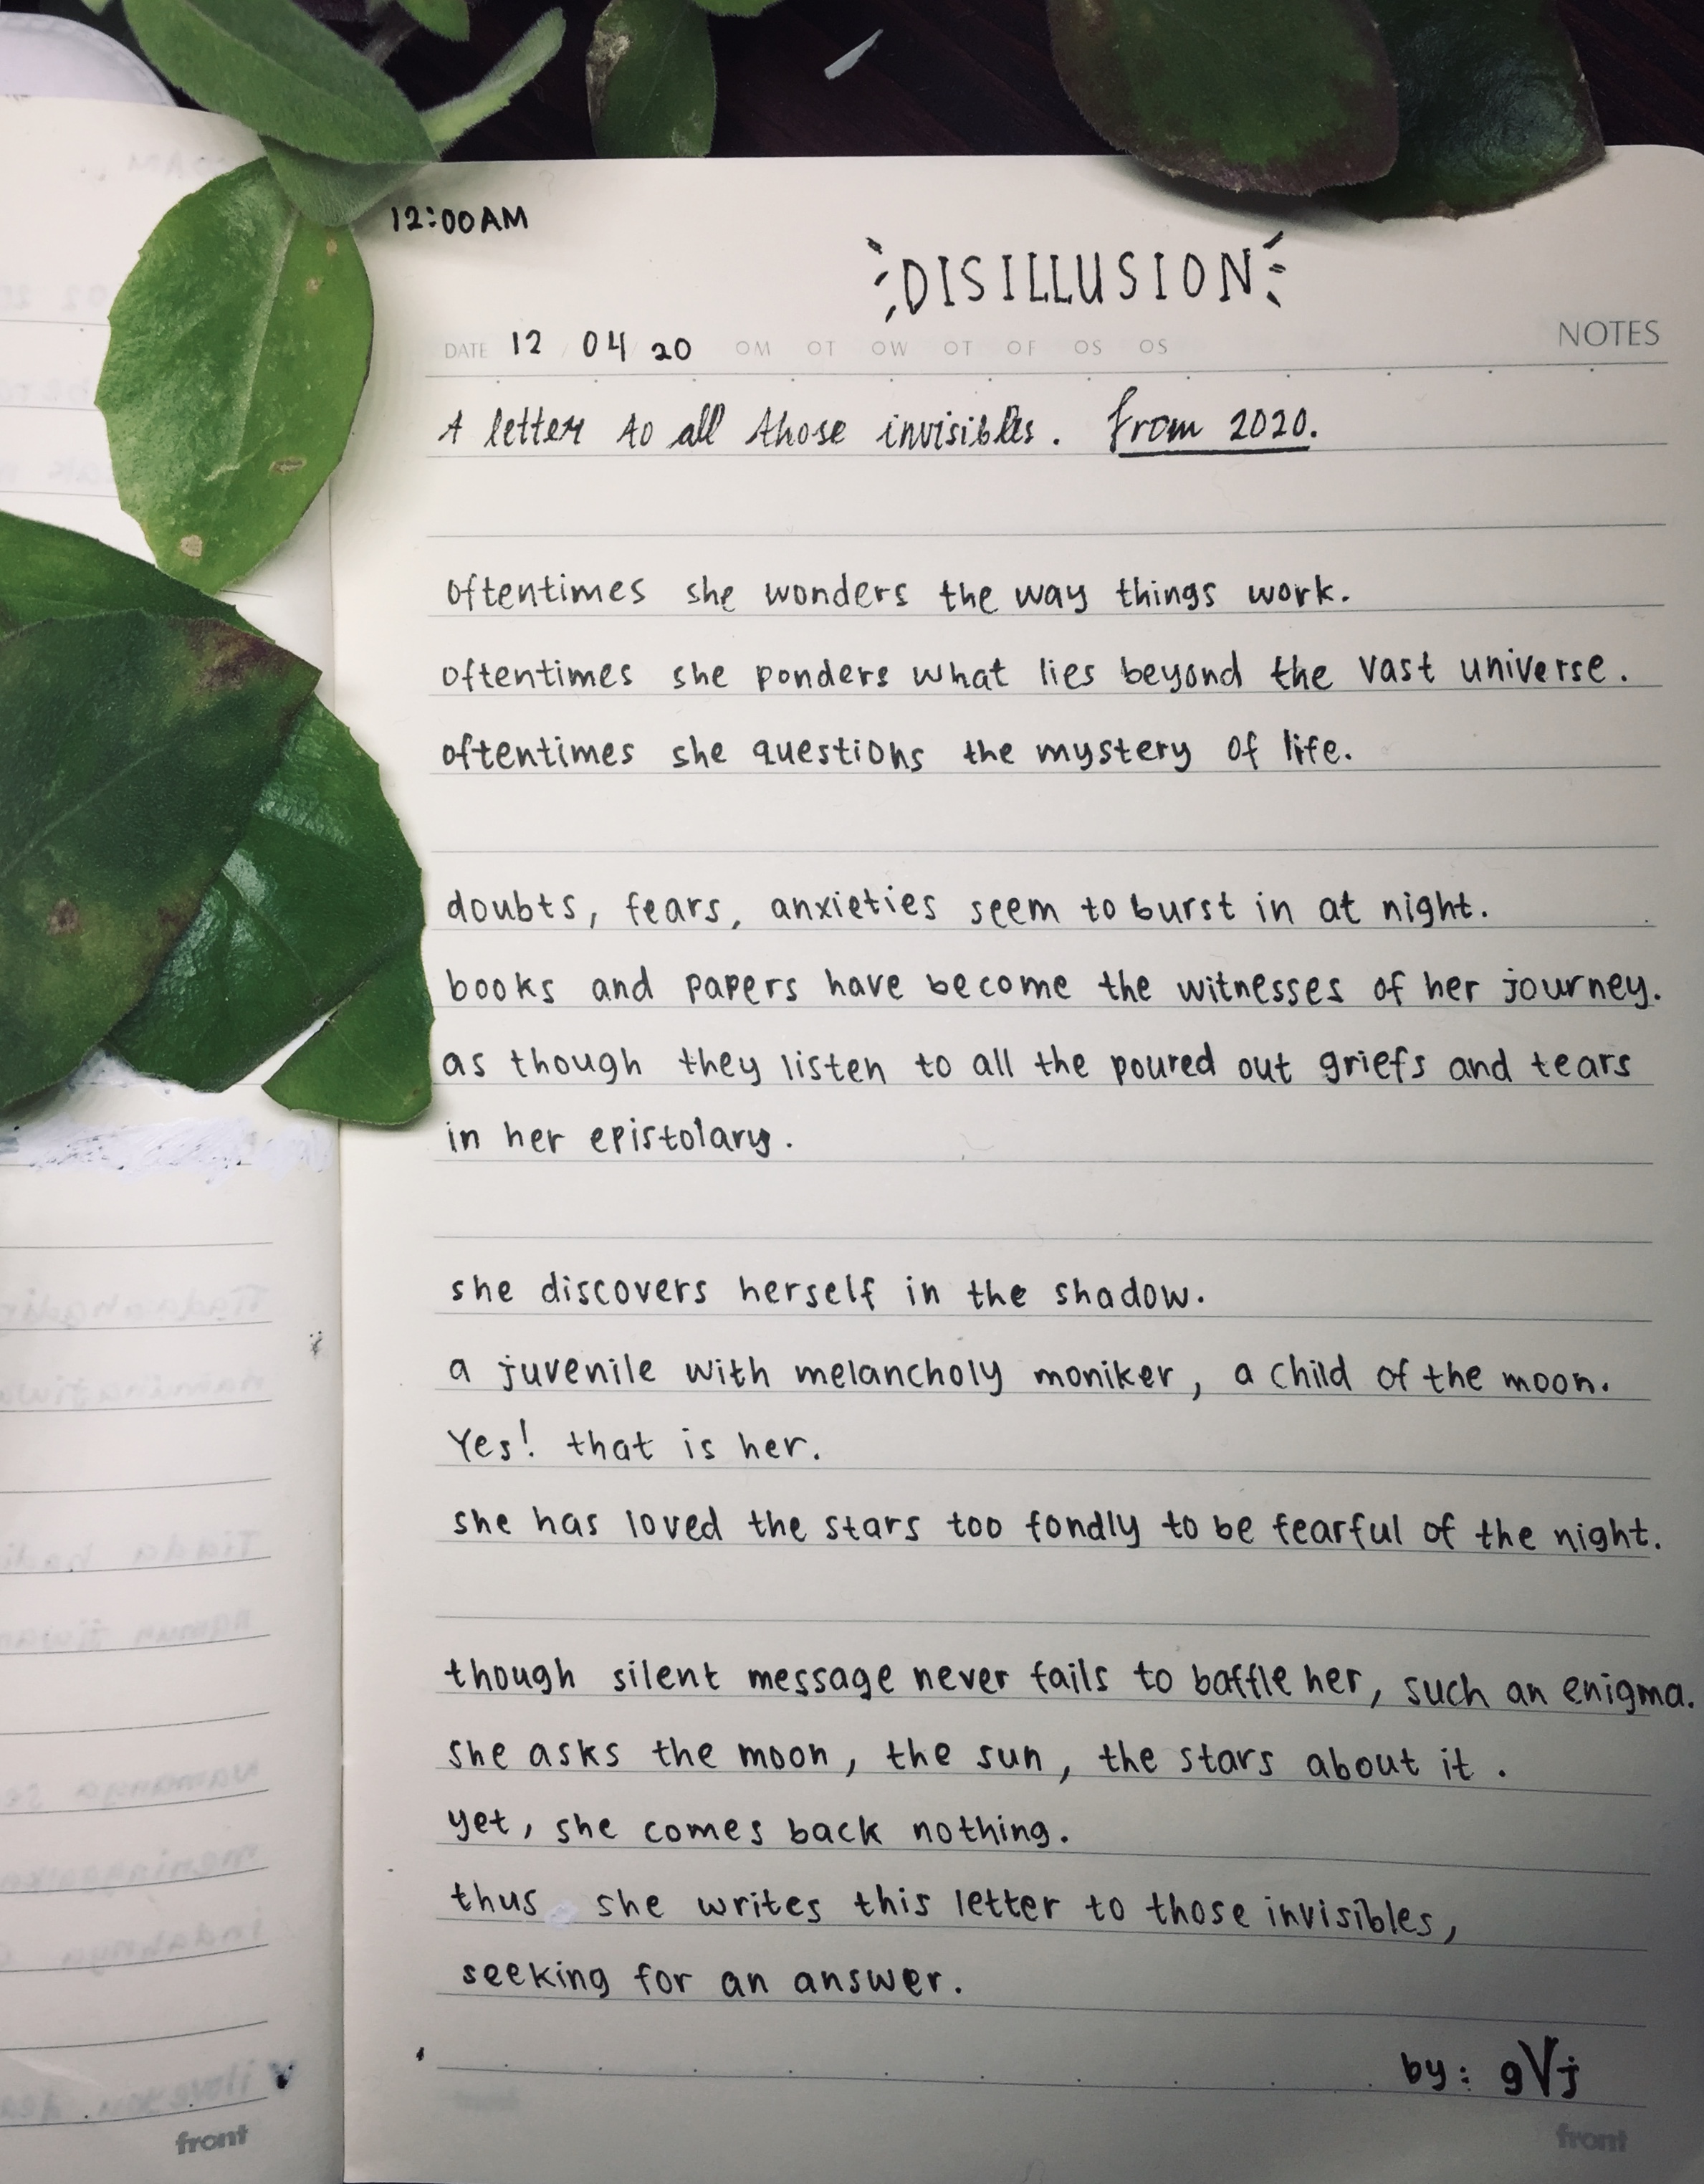 12:00AM
DISILLUSION
DATE 12 / 04 / 20 OM OT OW OT OF OS OS NOTES
A letter to all those invisibles. from 2020.
oftentimes she wonders the way things work.
oftentimes she ponders what lies beyond the vast universe.
oftentimes she questions the mystery of life.
doubts, fears, anxieties seem to burst in at night.
books and papers have become the witnesses of her journey.
as though they listen to all the poured out griefs and tears
in her epistolary.
she discovers herself in the shadow.
a juvenile with melancholy moniker, a child of the moon.
Yes! that is her.
she has loved the stars too fondly to be fearful of the night.
though silent message never fails to baffle her, such an enigma.
she asks the moon, the sun, the stars about it.
yet, she comes back nothing.
thus she writes this letter to those invisibles,
seeking for an answer.
by: gVj
front
front